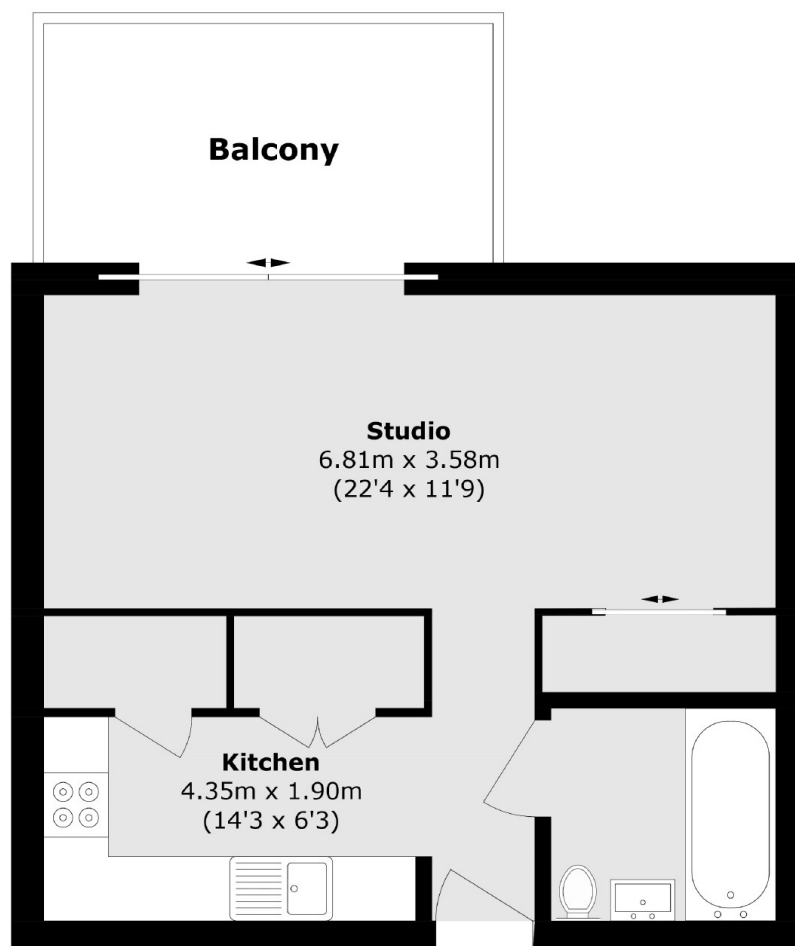 Balcony
Studio
6.81m x 3.58m
(22'4 x 11'9)
Kitchen
4.35m x 1.90m
(14'3 x 6'3)